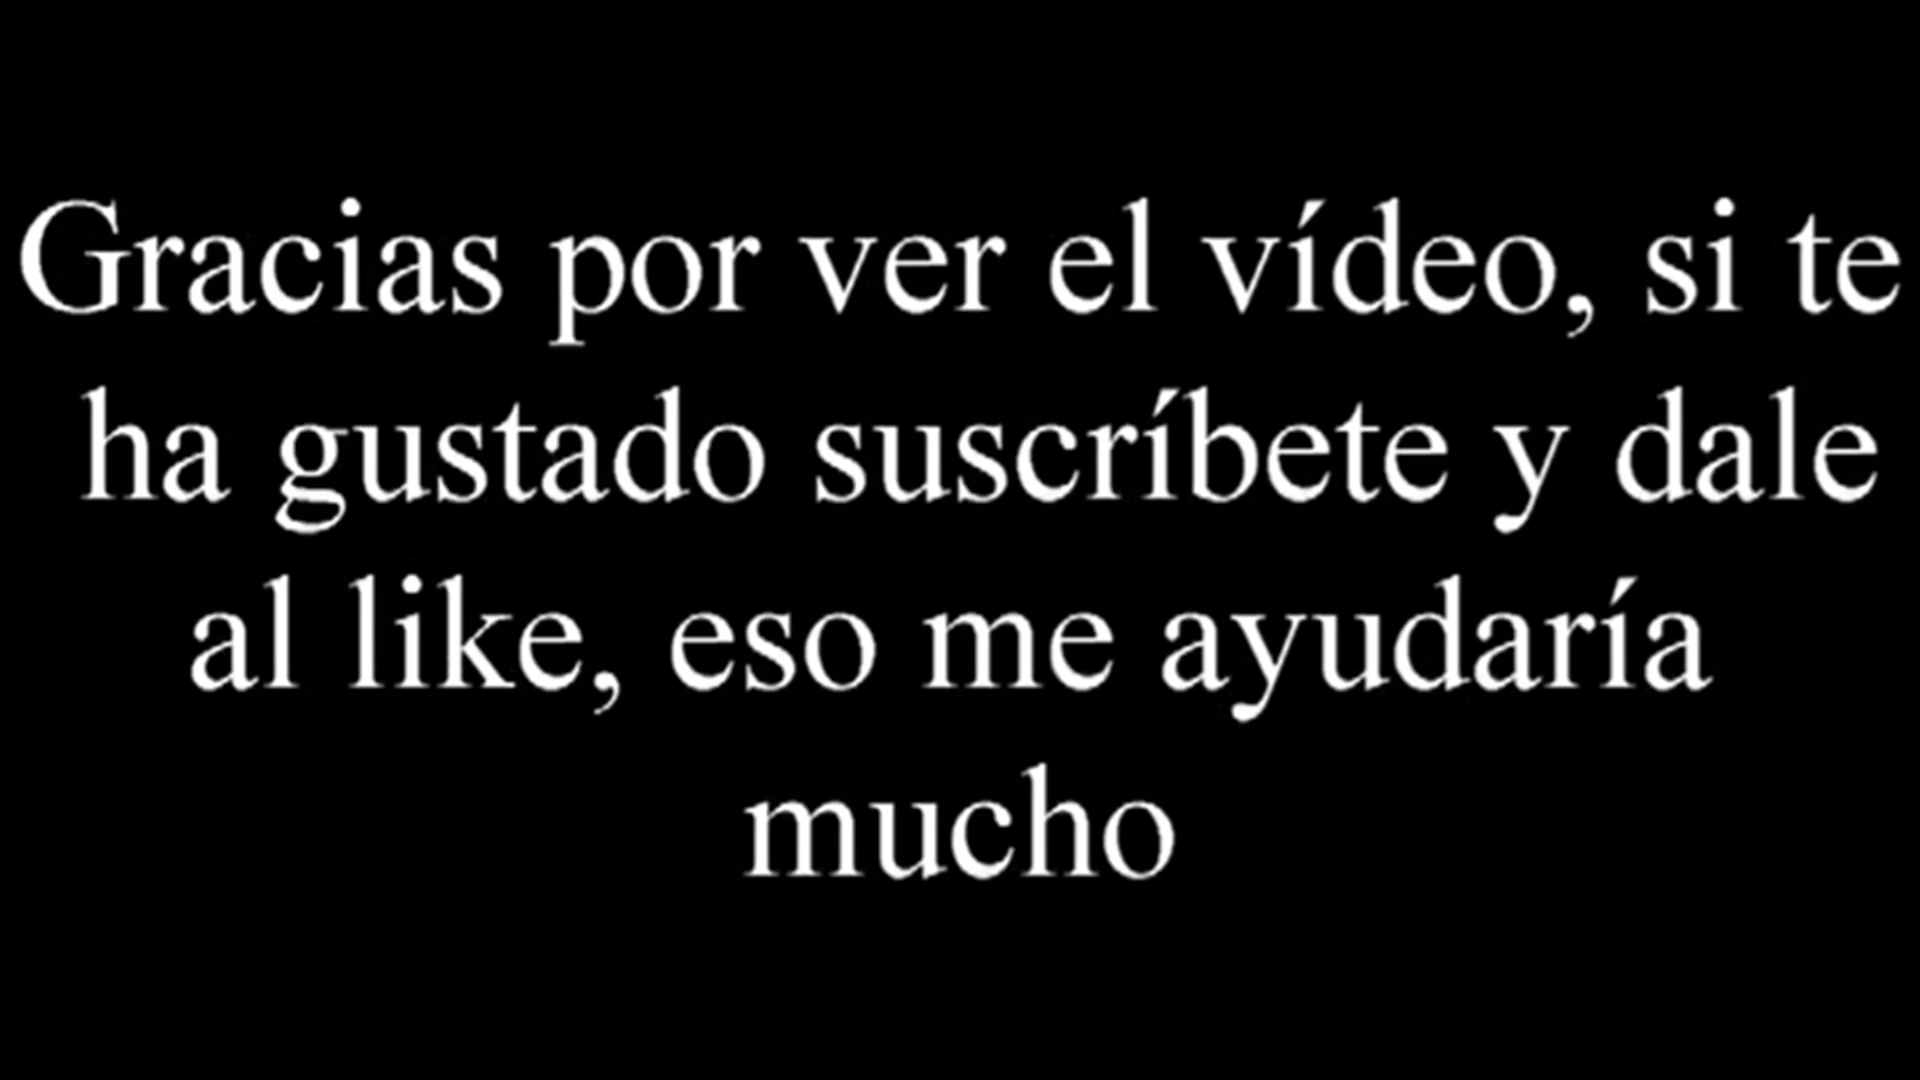 Gracias por ver el vídeo, si te
ha gustado suscríbete y dale
al like, eso me ayudaría
mucho